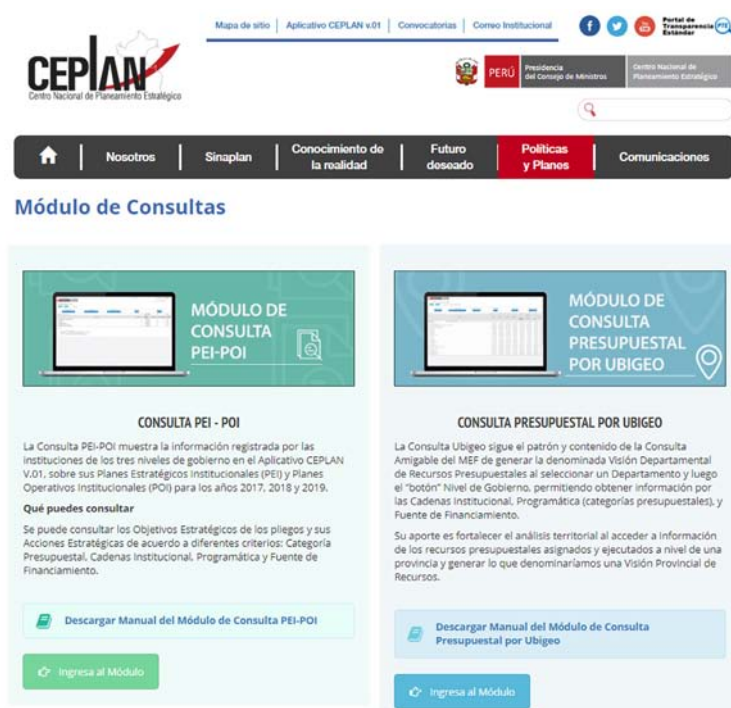 Mapa de sitio | Aplicativo CEPLAN v.01 | Convocatorias | Correo Institucional
Portal de
Transparencia
Estándar
PTE
CEPLAN
Centro Nacional de Planeamiento Estratégico
PERÚ
Presidencia
del Consejo de Ministros
Centro Nacional de
Planeamiento Estratégico
Nosotros | Sinaplan | Conocimiento de la realidad | Futuro deseado | Políticas y Planes | Comunicaciones
Módulo de Consultas
MÓDULO DE
CONSULTA
PEI-POI
CONSULTA PEI - POI
La Consulta PEI-POI muestra la información registrada por las
instituciones de los tres niveles de gobierno en el Aplicativo CEPLAN
V.01, sobre sus Planes Estratégicos Institucionales (PEI) y Planes
Operativos Institucionales (POI) para los años 2017, 2018 y 2019.
Qué puedes consultar
Se puede consultar los Objetivos Estratégicos de los pliegos y sus
Acciones Estratégicas de acuerdo a diferentes criterios: Categoría
Presupuestal, Cadenas Institucional, Programática y Fuente de
Financiamiento.
Descargar Manual del Módulo de Consulta PEI-POI
Ingresa al Módulo
MÓDULO DE
CONSULTA
PRESUPUESTAL
POR UBIGEO
CONSULTA PRESUPUESTAL POR UBIGEO
La Consulta Ubigeo sigue el patrón y contenido de la Consulta
Amigable del MEF de generar la denominada Visión Departamental
de Recursos Presupuestales al seleccionar un Departamento y luego
el "botón" Nivel de Gobierno, permitiendo obtener información por
las Cadenas Institucional, Programática (categorías presupuestales), y
Fuente de Financiamiento.
Su aporte es fortalecer el análisis territorial al acceder a información
de los recursos presupuestales asignados y ejecutados a nivel de una
provincia y generar lo que denominaríamos una Visión Provincial de
Recursos.
Descargar Manual del Módulo de Consulta
Presupuestal por Ubigeo
Ingresa al Módulo